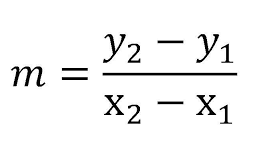 m = (y₂ − y₁) / (x₂ − x₁)